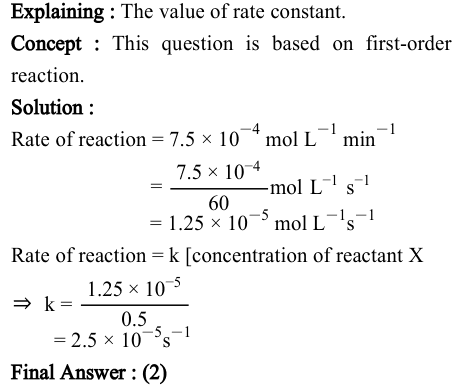 Explaining : The value of rate constant.
Concept : This question is based on first-order
reaction.
Solution :
Rate of reaction = 7.5 × 10⁻⁴ mol L⁻¹ min⁻¹
= 7.5 × 10⁻⁴ / 60 mol L⁻¹ s⁻¹
= 1.25 × 10⁻⁵ mol L⁻¹s⁻¹
Rate of reaction = k [concentration of reactant X
⇒ k = 1.25 × 10⁻⁵ / 0.5
= 2.5 × 10⁻⁵s⁻¹
Final Answer : (2)